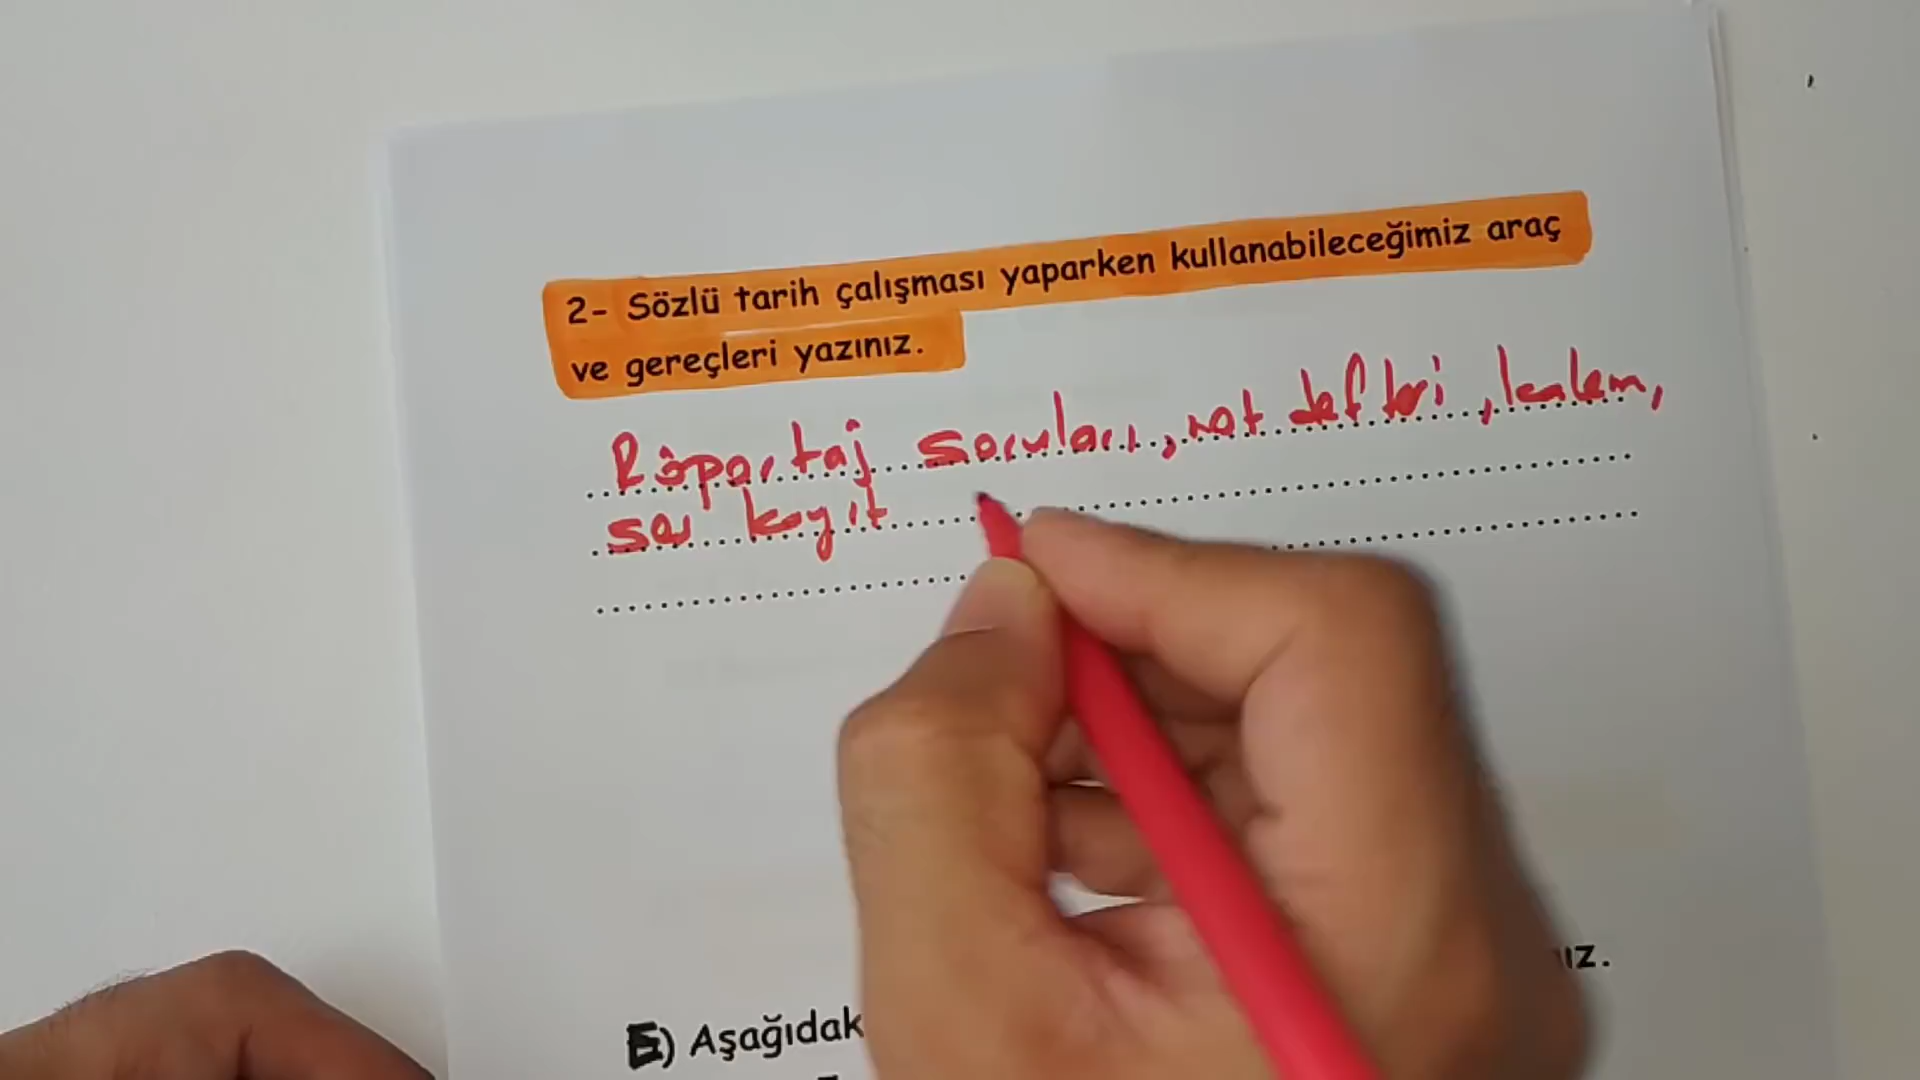 2- Sözlü tarih çalışması yaparken kullanabileceğimiz araç
ve gereçleri yazınız.
Röportaj soruları, not defteri, kalem,
ses kayıt
ız.
E) Aşağıdak